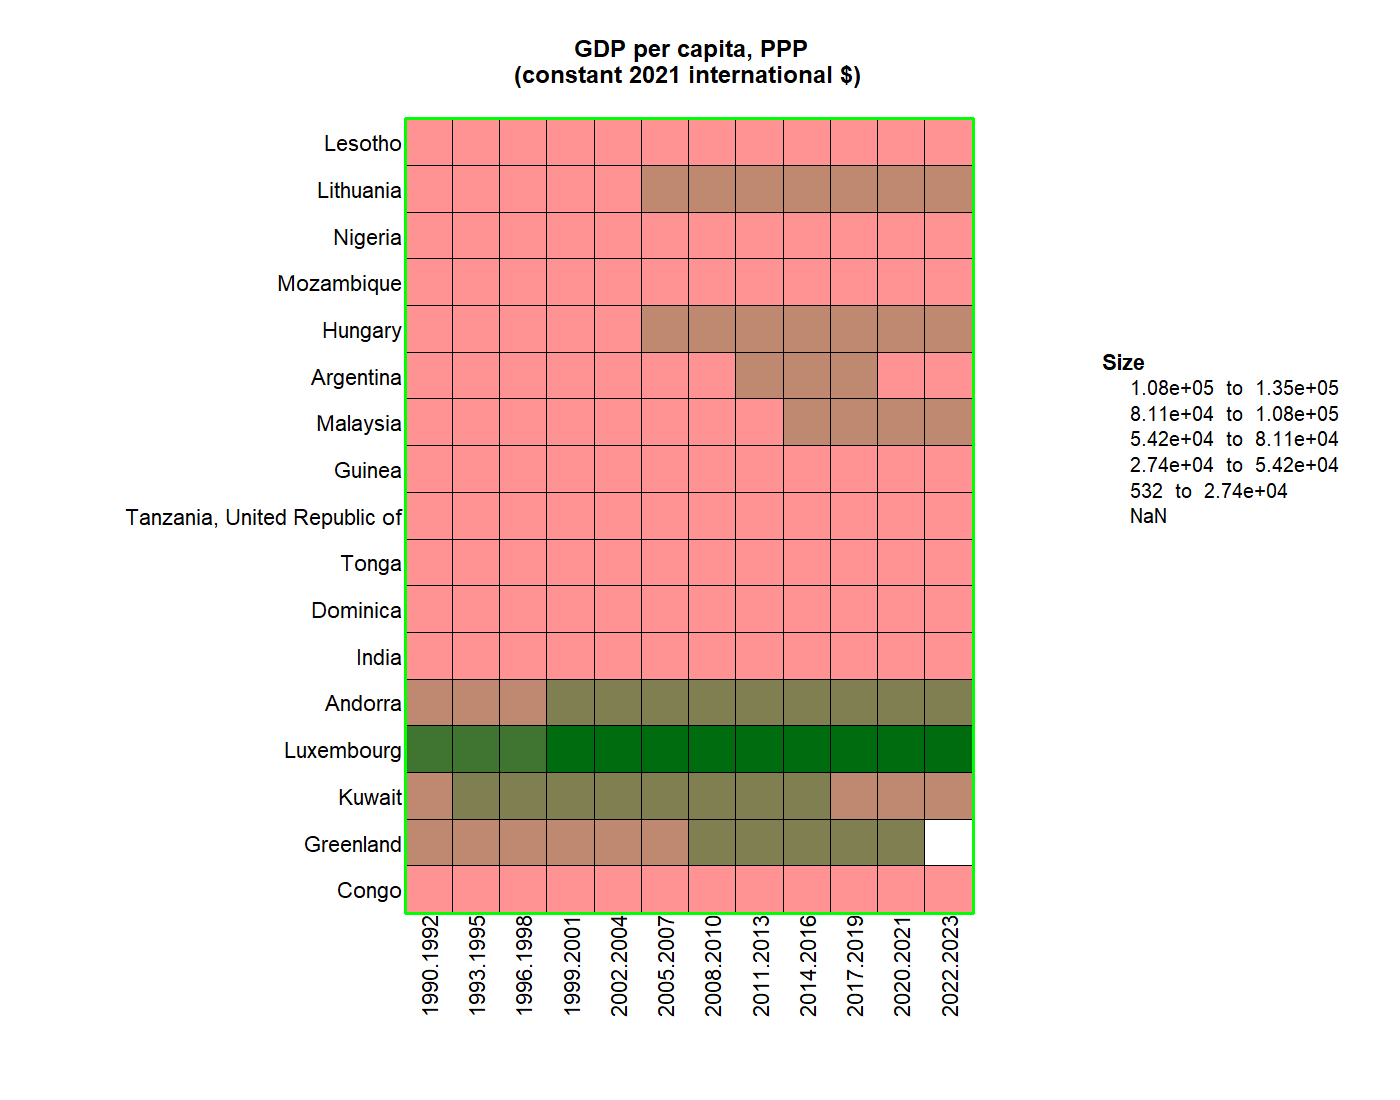 GDP per capita, PPP
(constant 2021 international $)
Lesotho
Lithuania
Nigeria
Mozambique
Hungary
Argentina
Malaysia
Guinea
Tanzania, United Republic of
Tonga
Dominica
India
Andorra
Luxembourg
Kuwait
Greenland
Congo
1990.1992
1993.1995
1996.1998
1999.2001
2002.2004
2005.2007
2008.2010
2011.2013
2014.2016
2017.2019
2020.2021
2022.2023
Size
1.08e+05 to 1.35e+05
8.11e+04 to 1.08e+05
5.42e+04 to 8.11e+04
2.74e+04 to 5.42e+04
532 to 2.74e+04
NaN